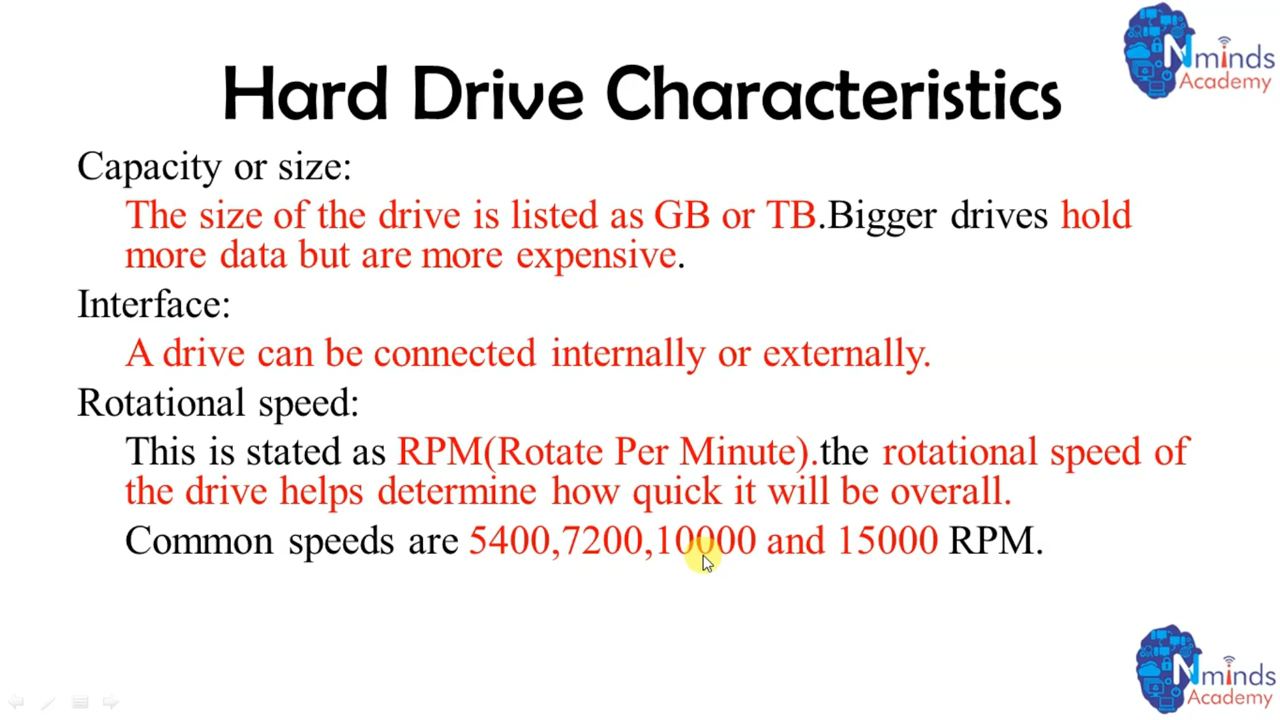 Nminds
Academy
Hard Drive Characteristics
Capacity or size:
The size of the drive is listed as GB or TB.Bigger drives hold
more data but are more expensive.
Interface:
A drive can be connected internally or externally.
Rotational speed:
This is stated as RPM(Rotate Per Minute).the rotational speed of
the drive helps determine how quick it will be overall.
Common speeds are 5400,7200,10000 and 15000 RPM.
Nminds
Academy